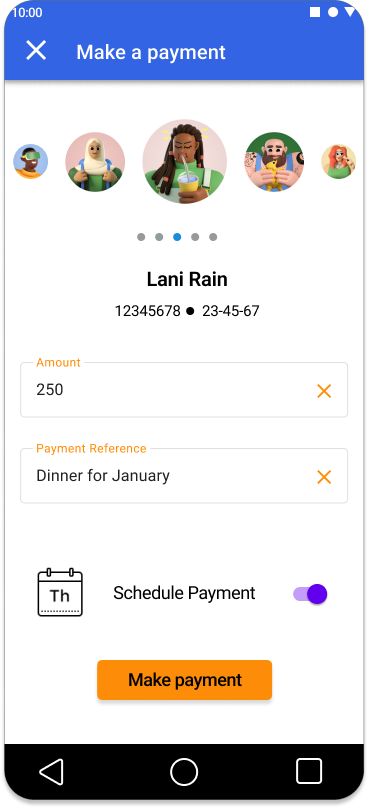 10:00
Make a payment
Lani Rain
12345678 ● 23-45-67
Amount
250
Payment Reference
Dinner for January
Th
Schedule Payment
Make payment